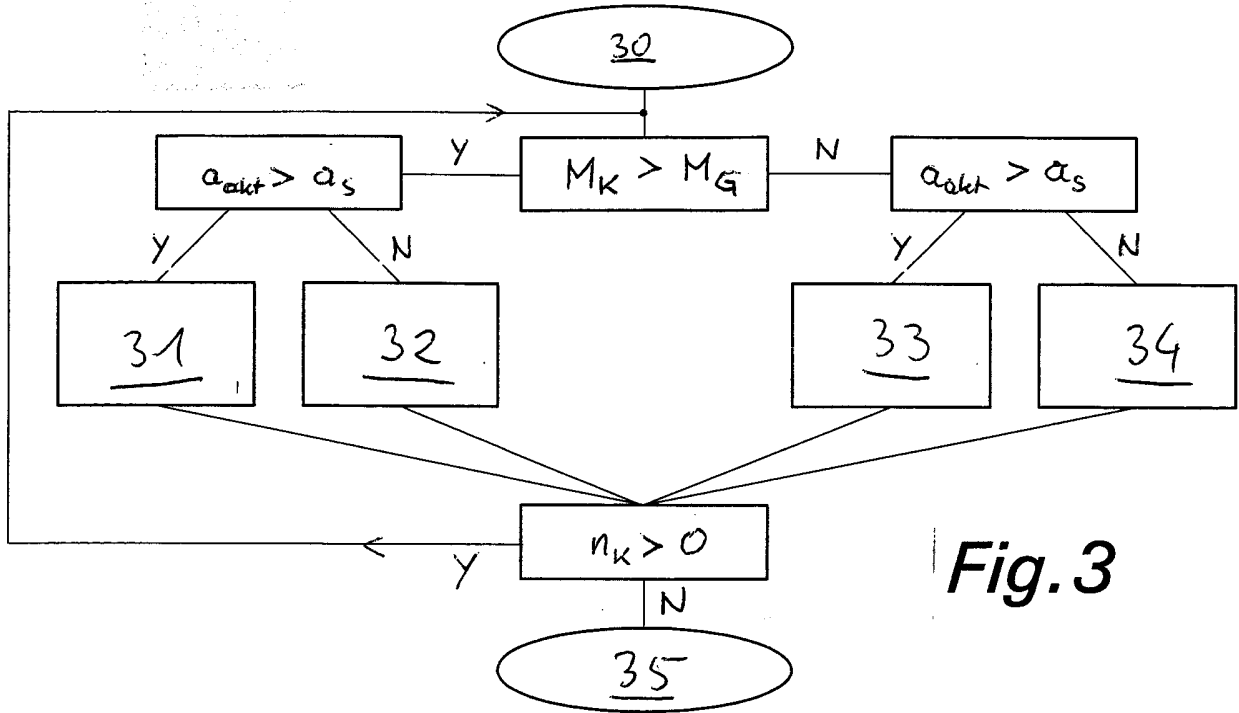 30
Y
N
a_akt > a_s
M_K > M_G
a_akt > a_s
Y
N
Y
N
31
32
33
34
n_K > 0
Y
N
35
Fig. 3